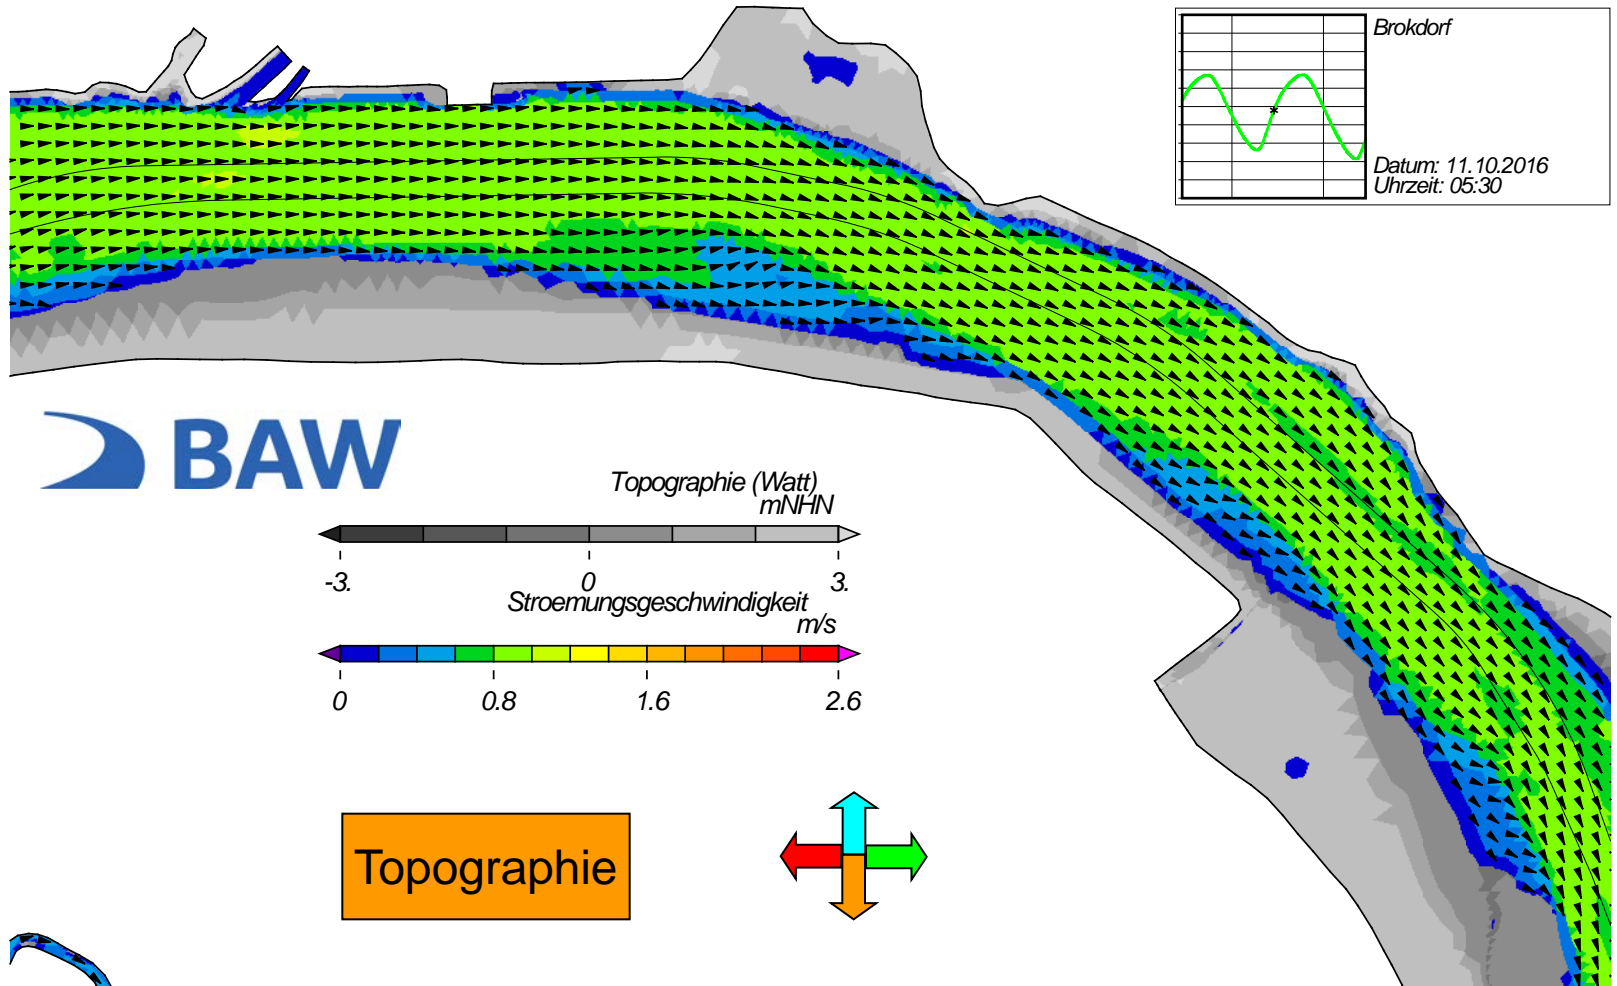 Brokdorf
Datum: 11.10.2016
Uhrzeit: 05:30
BAW
Topographie (Watt)
mNHN
-3. 0 3.
Stroemungsgeschwindigkeit
m/s
0 0.8 1.6 2.6
Topographie